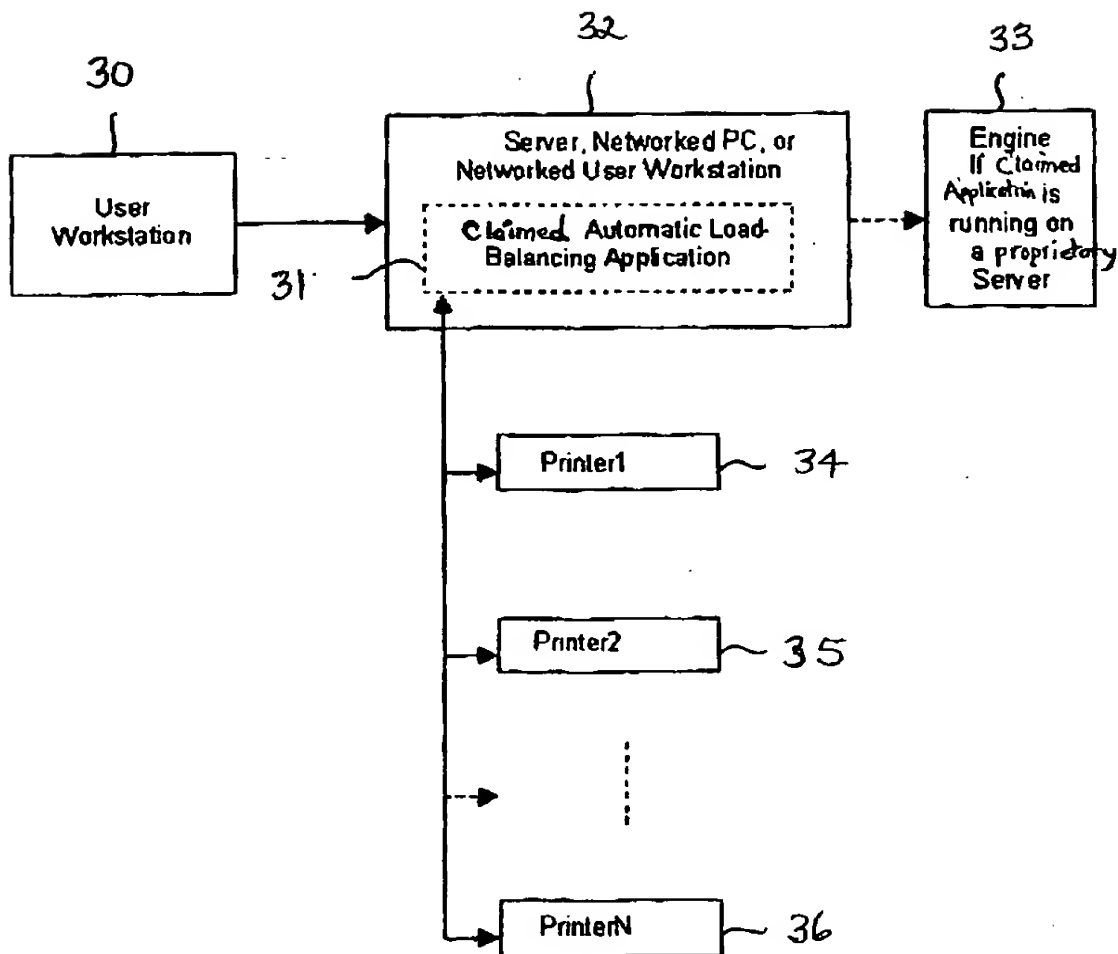 32
33
30
Server, Networked PC, or
Networked User Workstation
Engine
If Claimed
Application is
running on
a proprietory
Server
User
Workstation
Claimed Automatic Load-
Balancing Application
31
Printer1
34
Printer2
35
PrinterN
36